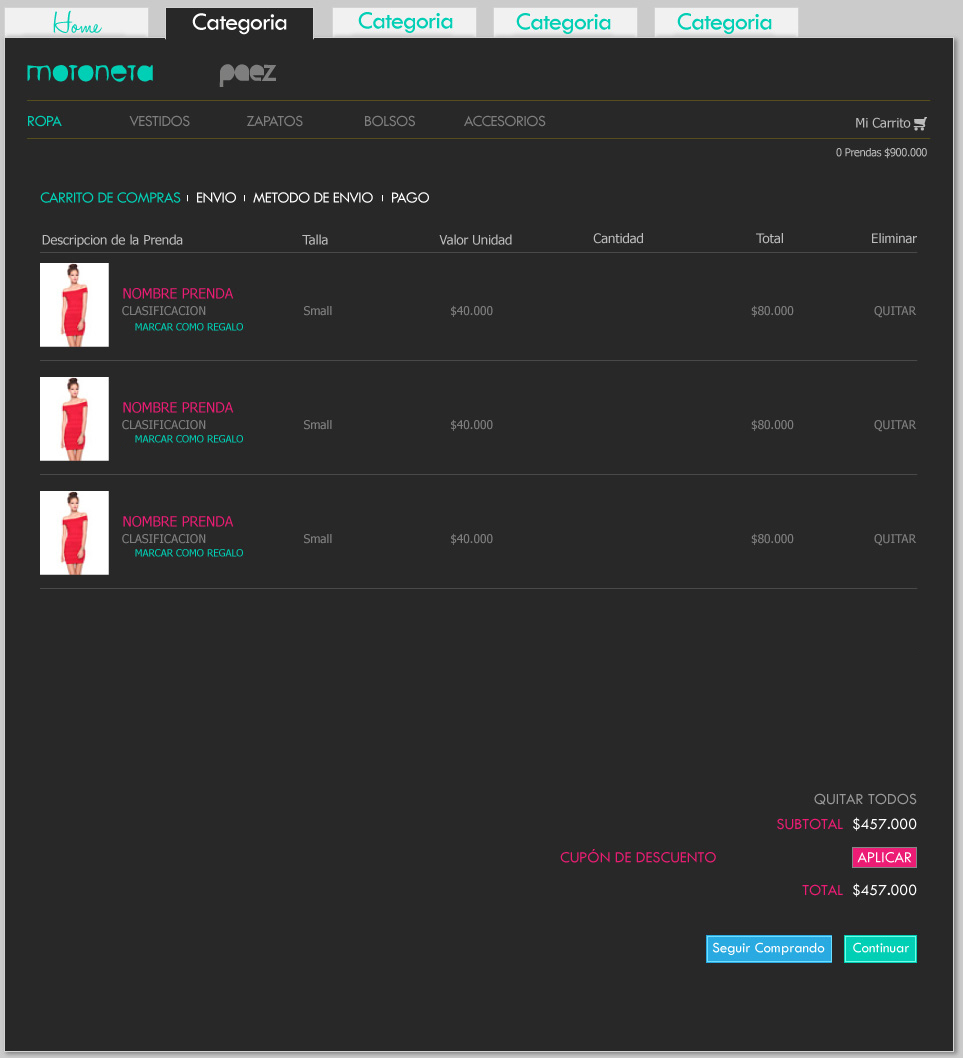 Home Categoria Categoria Categoria Categoria
motoneta paez
ROPA VESTIDOS ZAPATOS BOLSOS ACCESORIOS Mi Carrito
0 Prendas $900.000
CARRITO DE COMPRAS ENVIO METODO DE ENVIO PAGO
Descripcion de la Prenda Talla Valor Unidad Cantidad Total Eliminar
NOMBRE PRENDA
CLASIFICACION Small $40.000 $80.000 QUITAR
MARCAR COMO REGALO
NOMBRE PRENDA
CLASIFICACION Small $40.000 $80.000 QUITAR
MARCAR COMO REGALO
NOMBRE PRENDA
CLASIFICACION Small $40.000 $80.000 QUITAR
MARCAR COMO REGALO
QUITAR TODOS
SUBTOTAL $457.000
CUPÓN DE DESCUENTO APLICAR
TOTAL $457.000
Seguir Comprando Continuar